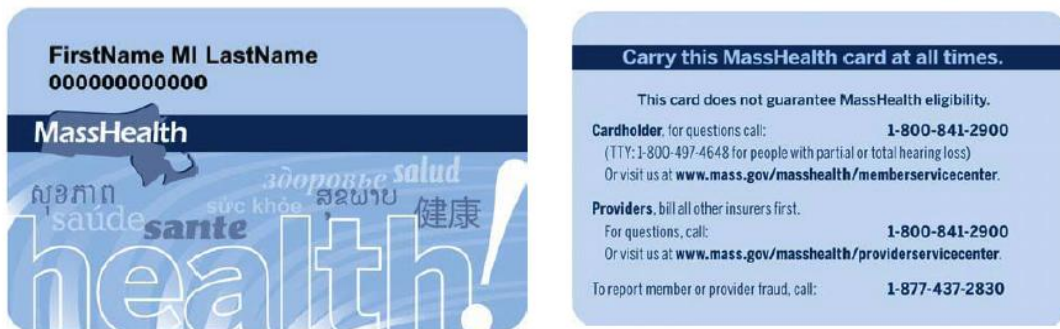 FirstName MI LastName
000000000000
MassHealth
здоровье salud
សុខភាព
saúde sante sức khỏe ສຸຂພາບ 健康
health!
Carry this MassHealth card at all times.
This card does not guarantee MassHealth eligibility.
Cardholder, for questions call: 1-800-841-2900
(TTY: 1-800-497-4648 for people with partial or total hearing loss)
Or visit us at www.mass.gov/masshealth/memberservicecenter.
Providers, bill all other insurers first.
For questions, call: 1-800-841-2900
Or visit us at www.mass.gov/masshealth/providerservicecenter.
To report member or provider fraud, call: 1-877-437-2830